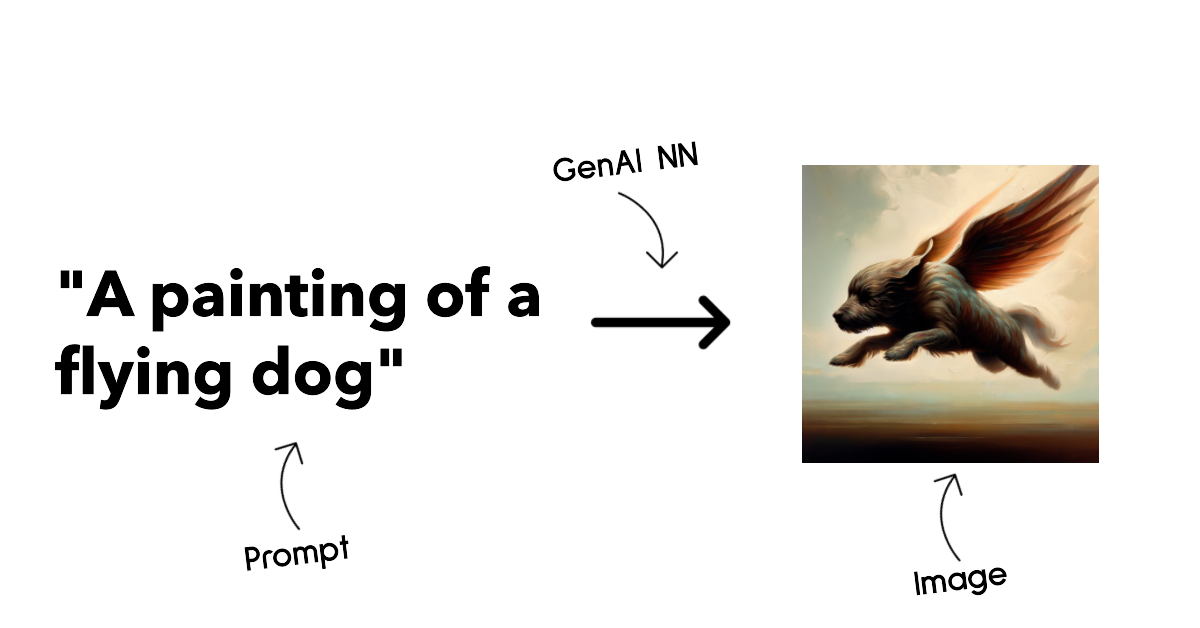 GenAI NN
"A painting of a
flying dog"
Prompt
Image